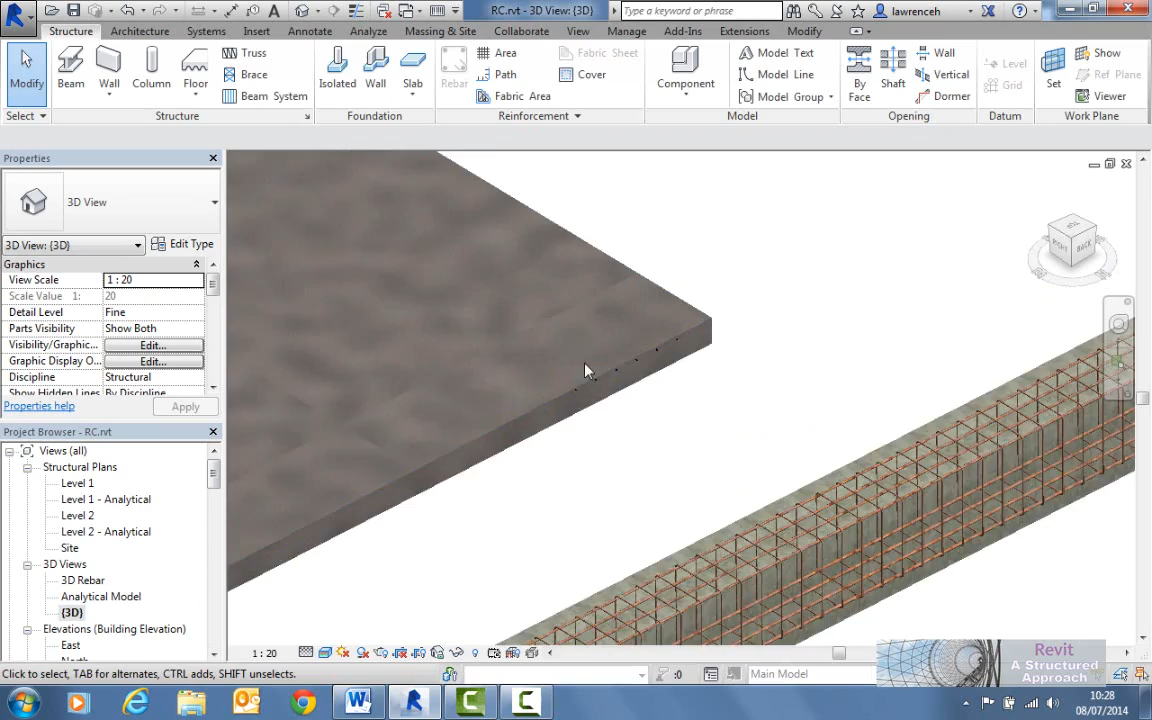 RC.rvt - 3D View: {3D}
Type a keyword or phrase
lawrenceh
Structure Architecture Systems Insert Annotate Analyze Massing & Site Collaborate View Manage Add-Ins Extensions Modify
Modify Beam Wall Column Floor Truss Brace Beam System
Isolated Wall Slab
Rebar Area Path Fabric Area Fabric Sheet Cover
Component Model Text Model Line Model Group
By Face Shaft Wall Vertical Dormer
Level Grid
Set Show Ref Plane Viewer
Select Structure Foundation Reinforcement Model Opening Datum Work Plane
Properties
3D View
3D View: {3D} Edit Type
Graphics
View Scale 1 : 20
Scale Value 1: 20
Detail Level Fine
Parts Visibility Show Both
Visibility/Graphic... Edit...
Graphic Display O... Edit...
Discipline Structural
Show Hidden Lines By Discipline
Properties help Apply
Project Browser - RC.rvt
Views (all)
Structural Plans
Level 1
Level 1 - Analytical
Level 2
Level 2 - Analytical
Site
3D Views
3D Rebar
Analytical Model
{3D}
Elevations (Building Elevation)
East
North
RIGHT BACK
1 : 20
Revit
A Structured
Approach
Click to select, TAB for alternates, CTRL adds, SHIFT unselects.
:0 Main Model
10:28
08/07/2014